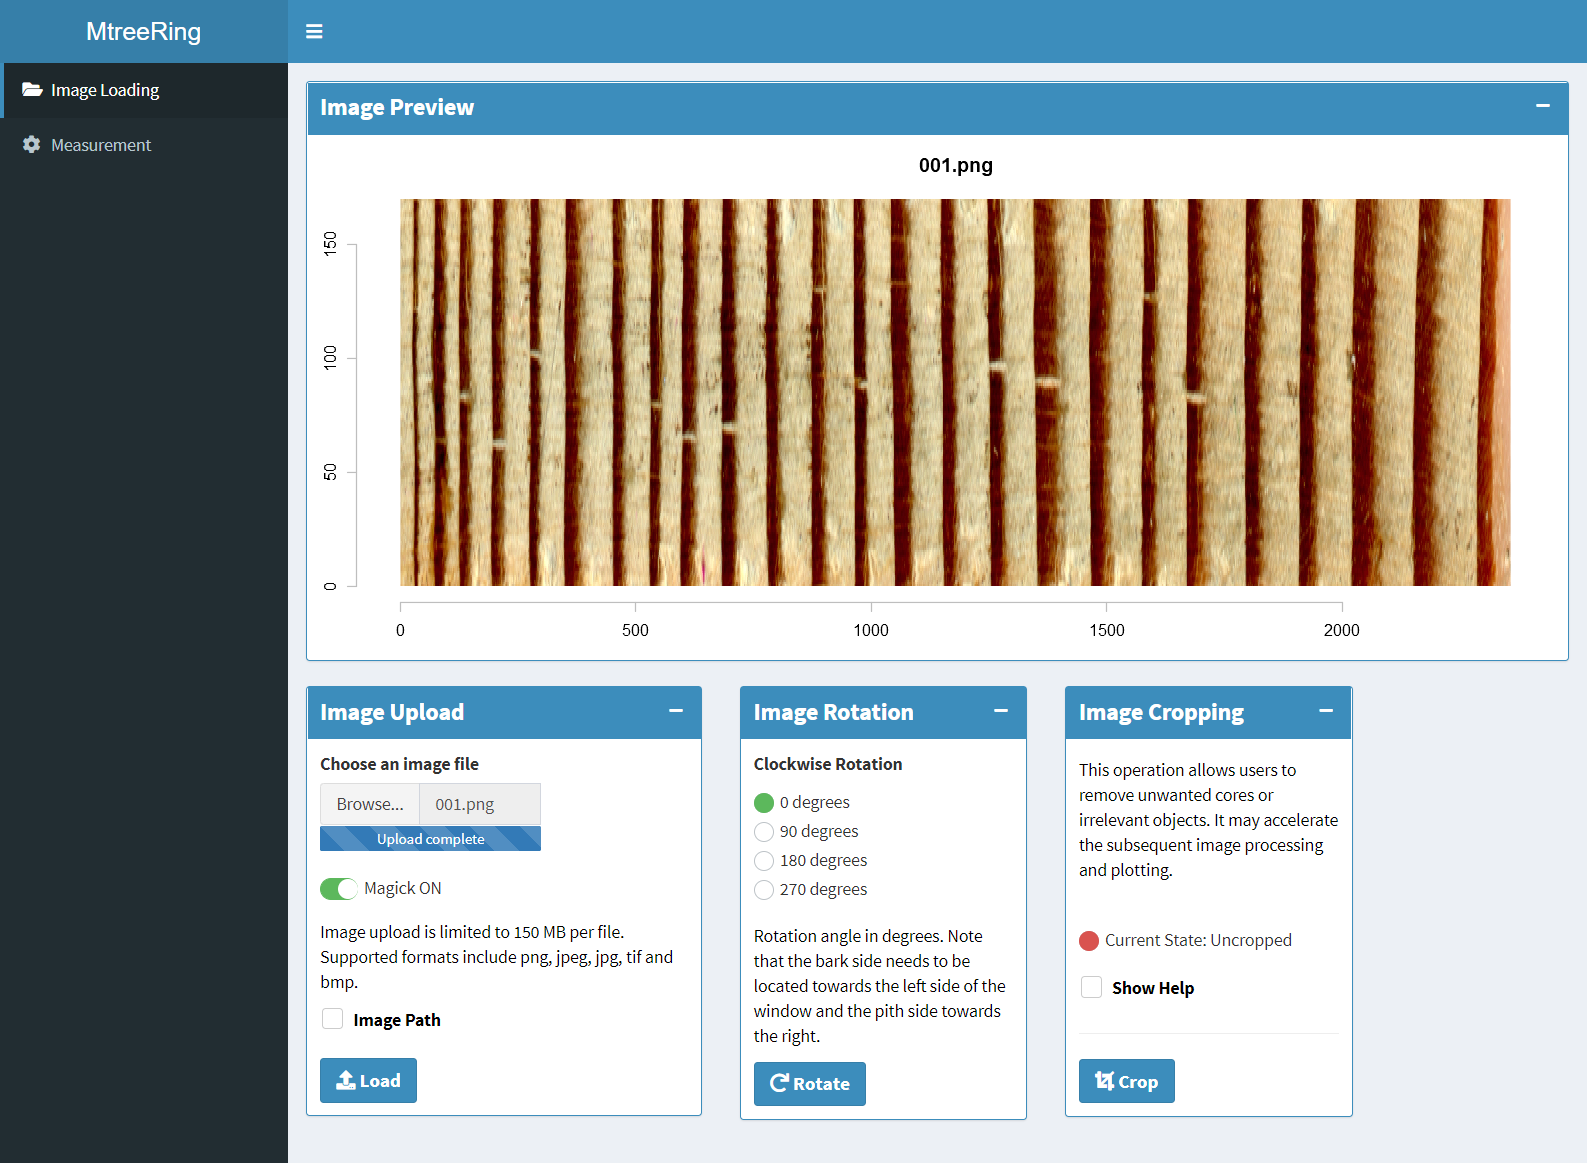 MtreeRing
Image Loading
Measurement
Image Preview
001.png
150
100
50
0
0
500
1000
1500
2000
Image Upload
Choose an image file
Browse...
001.png
Upload complete
Magick ON
Image upload is limited to 150 MB per file.
Supported formats include png, jpeg, jpg, tif and
bmp.
Image Path
Load
Image Rotation
Clockwise Rotation
0 degrees
90 degrees
180 degrees
270 degrees
Rotation angle in degrees. Note
that the bark side needs to be
located towards the left side of the
window and the pith side towards
the right.
Rotate
Image Cropping
This operation allows users to
remove unwanted cores or
irrelevant objects. It may accelerate
the subsequent image processing
and plotting.
Current State: Uncropped
Show Help
Crop